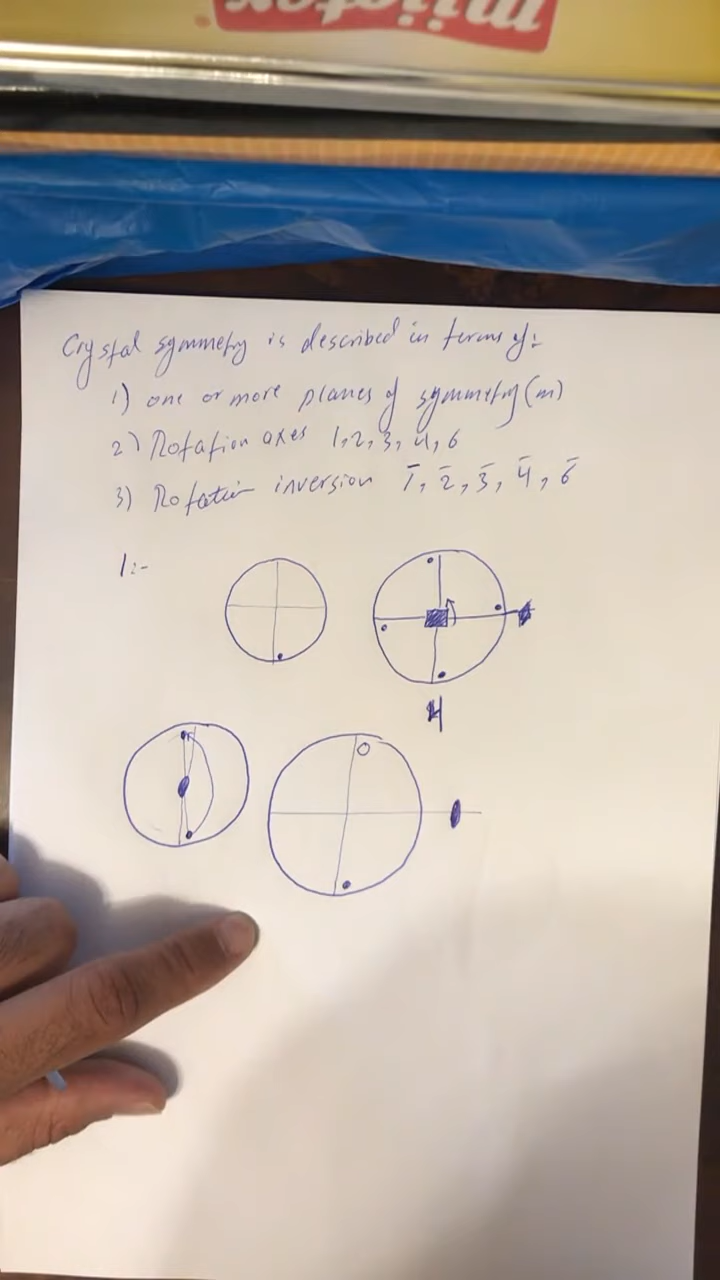 Crystal symmetry is described in terms of:
1) one or more planes of symmetry (m)
2) Rotation axes 1,2,3,4,6
3) Rotation inversion 1̄, 2̄, 3̄, 4̄, 6̄
1:-
4